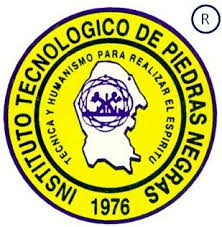 ®
INSTITUTO TECNOLOGICO DE PIEDRAS NEGRAS
TECNICA Y HUMANISMO PARA REALIZAR EL ESPIRITU
1976